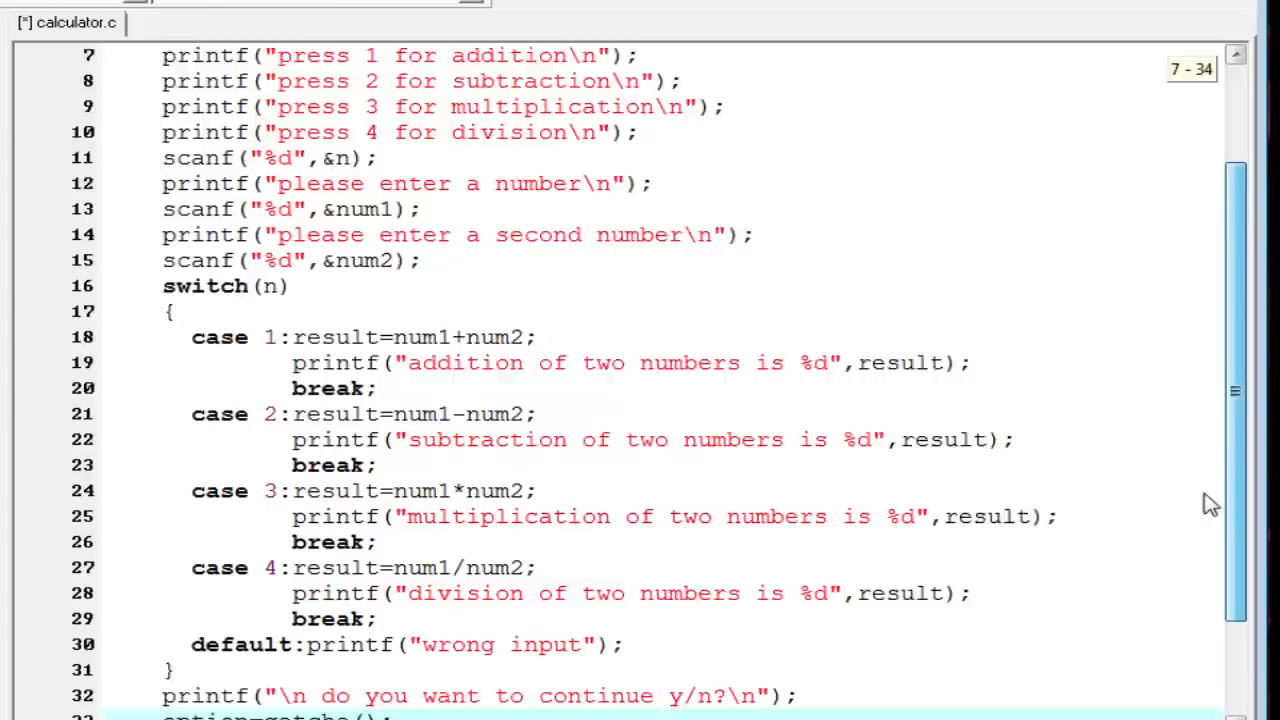 [*] calculator.c
7 - 34
7 printf("press 1 for addition\n");
8 printf("press 2 for subtraction\n");
9 printf("press 3 for multiplication\n");
10 printf("press 4 for division\n");
11 scanf("%d",&n);
12 printf("please enter a number\n");
13 scanf("%d",&num1);
14 printf("please enter a second number\n");
15 scanf("%d",&num2);
16 switch(n)
17 {
18 case 1:result=num1+num2;
19 printf("addition of two numbers is %d",result);
20 break;
21 case 2:result=num1-num2;
22 printf("subtraction of two numbers is %d",result);
23 break;
24 case 3:result=num1*num2;
25 printf("multiplication of two numbers is %d",result);
26 break;
27 case 4:result=num1/num2;
28 printf("division of two numbers is %d",result);
29 break;
30 default:printf("wrong input");
31 }
32 printf("\n do you want to continue y/n?\n");